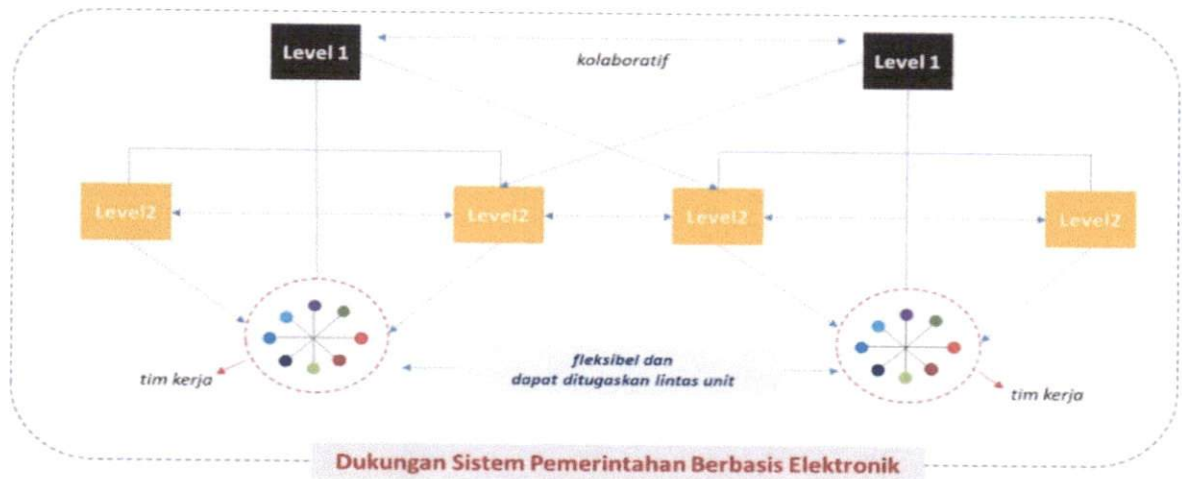 Level 1
Level 1
kolaboratif
Level2
Level2
Level2
Level2
fleksibel dan
dapat ditugaskan lintas unit
tim kerja
tim kerja
Dukungan Sistem Pemerintahan Berbasis Elektronik